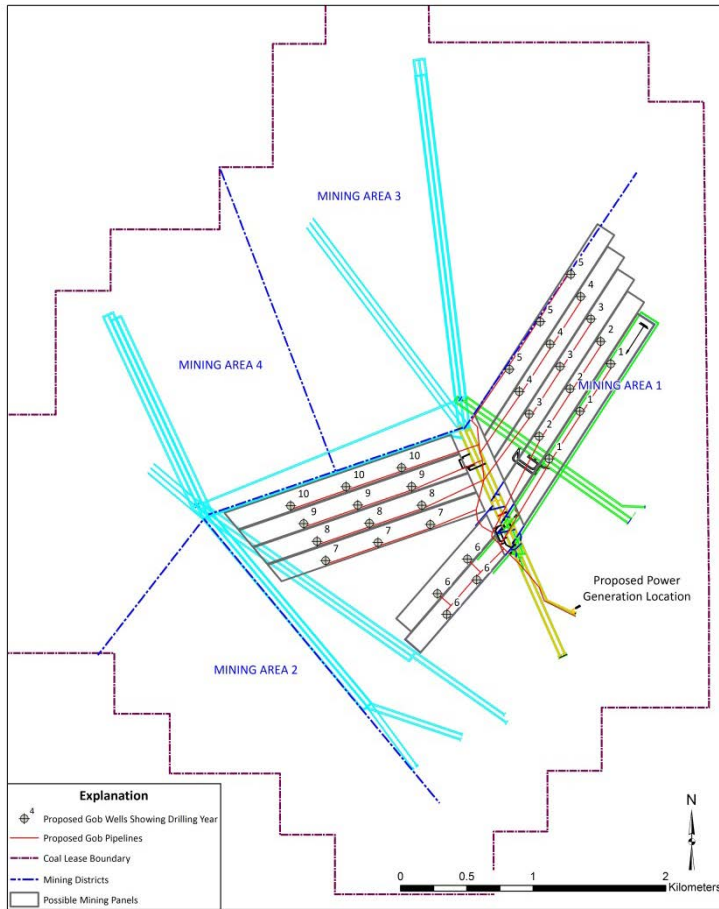 MINING AREA 3
5
4
5
3
4
5
2
3
1
MINING AREA 4
4
2
MINING AREA 1
3
1
2
1
10
10
9
10
9
8
9
8
7
8
7
7
6
6
6
6
Proposed Power
Generation Location
MINING AREA 2
Explanation
4
Proposed Gob Wells Showing Drilling Year
Proposed Gob Pipelines
Coal Lease Boundary
Mining Districts
Possible Mining Panels
N
0 0.5 1 2
Kilometers